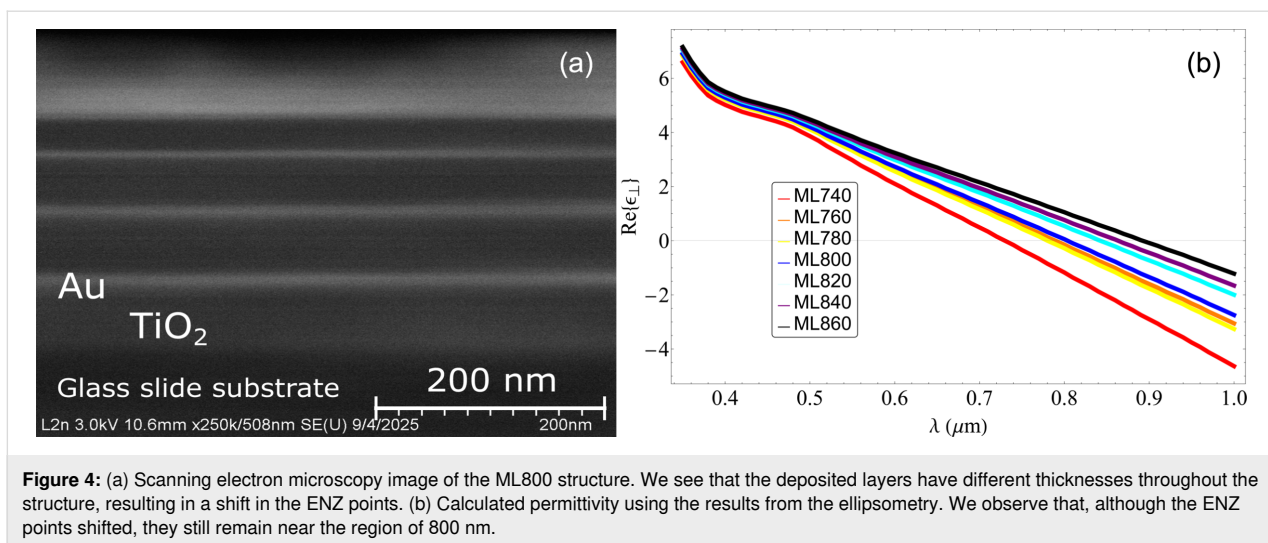 (a)
Au
TiO₂
Glass slide substrate
200 nm
L2n 3.0kV 10.6mm x250k/508nm SE(U) 9/4/2025
200nm
(b)
Re{ϵ⊥}
6
4
2
0
−2
−4
ML740
ML760
ML780
ML800
ML820
ML840
ML860
0.4 0.5 0.6 0.7 0.8 0.9 1.0
λ (μm)
Figure 4: (a) Scanning electron microscopy image of the ML800 structure. We see that the deposited layers have different thicknesses throughout the
structure, resulting in a shift in the ENZ points. (b) Calculated permittivity using the results from the ellipsometry. We observe that, although the ENZ
points shifted, they still remain near the region of 800 nm.